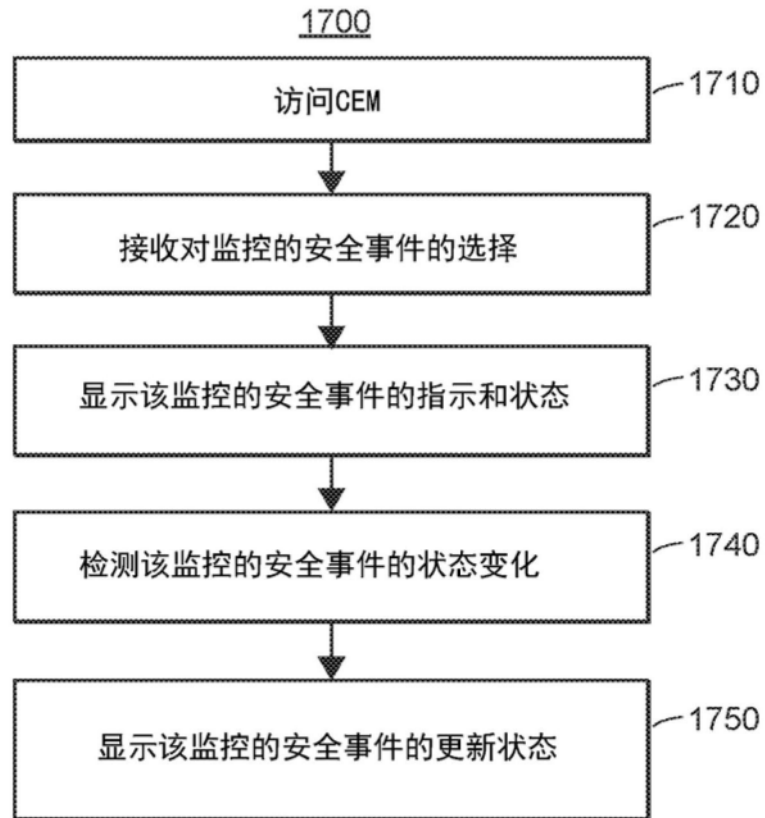 1700
访问CEM
1710
接收对监控的安全事件的选择
1720
显示该监控的安全事件的指示和状态
1730
检测该监控的安全事件的状态变化
1740
显示该监控的安全事件的更新状态
1750